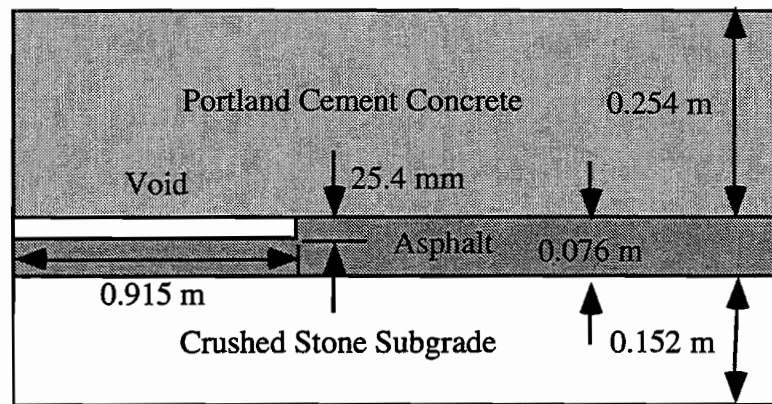 Portland Cement Concrete
0.254 m
Void
25.4 mm
Asphalt
0.076 m
0.915 m
Crushed Stone Subgrade
0.152 m